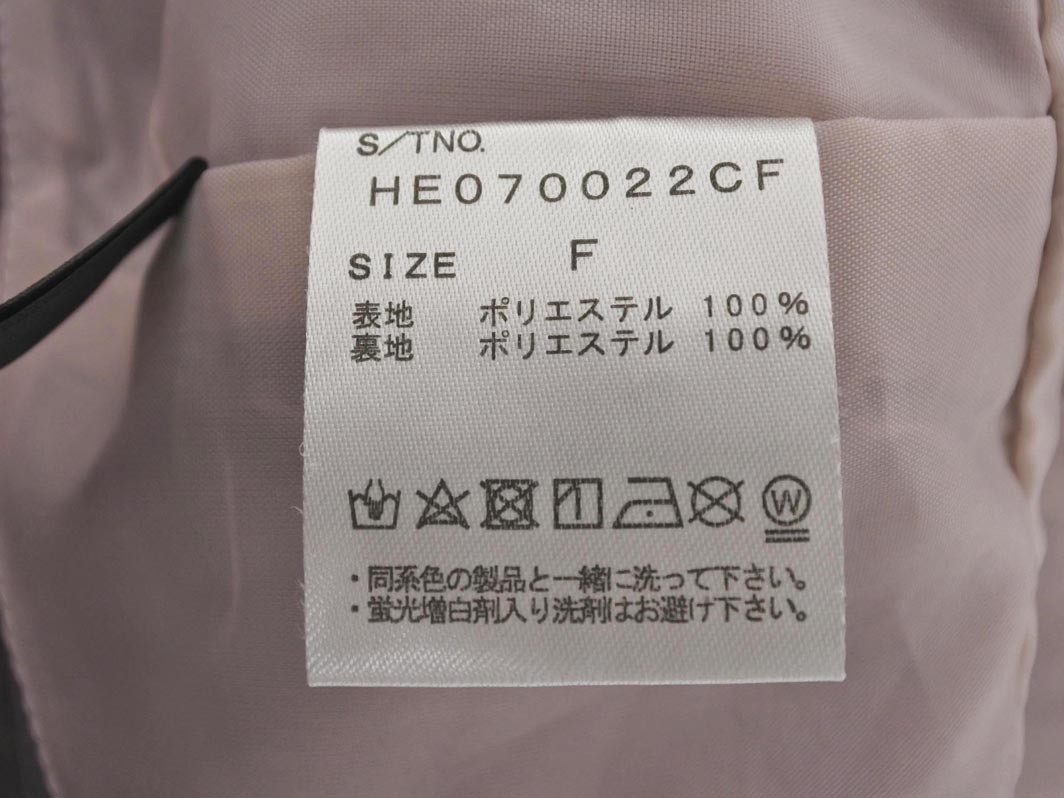 S/TNO.
HE070022CF
SIZE F
表地 ポリエステル 100%
裏地 ポリエステル 100%
W
・同系色の製品と一緒に洗って下さい。
・蛍光増白剤入り洗剤はお避け下さい。